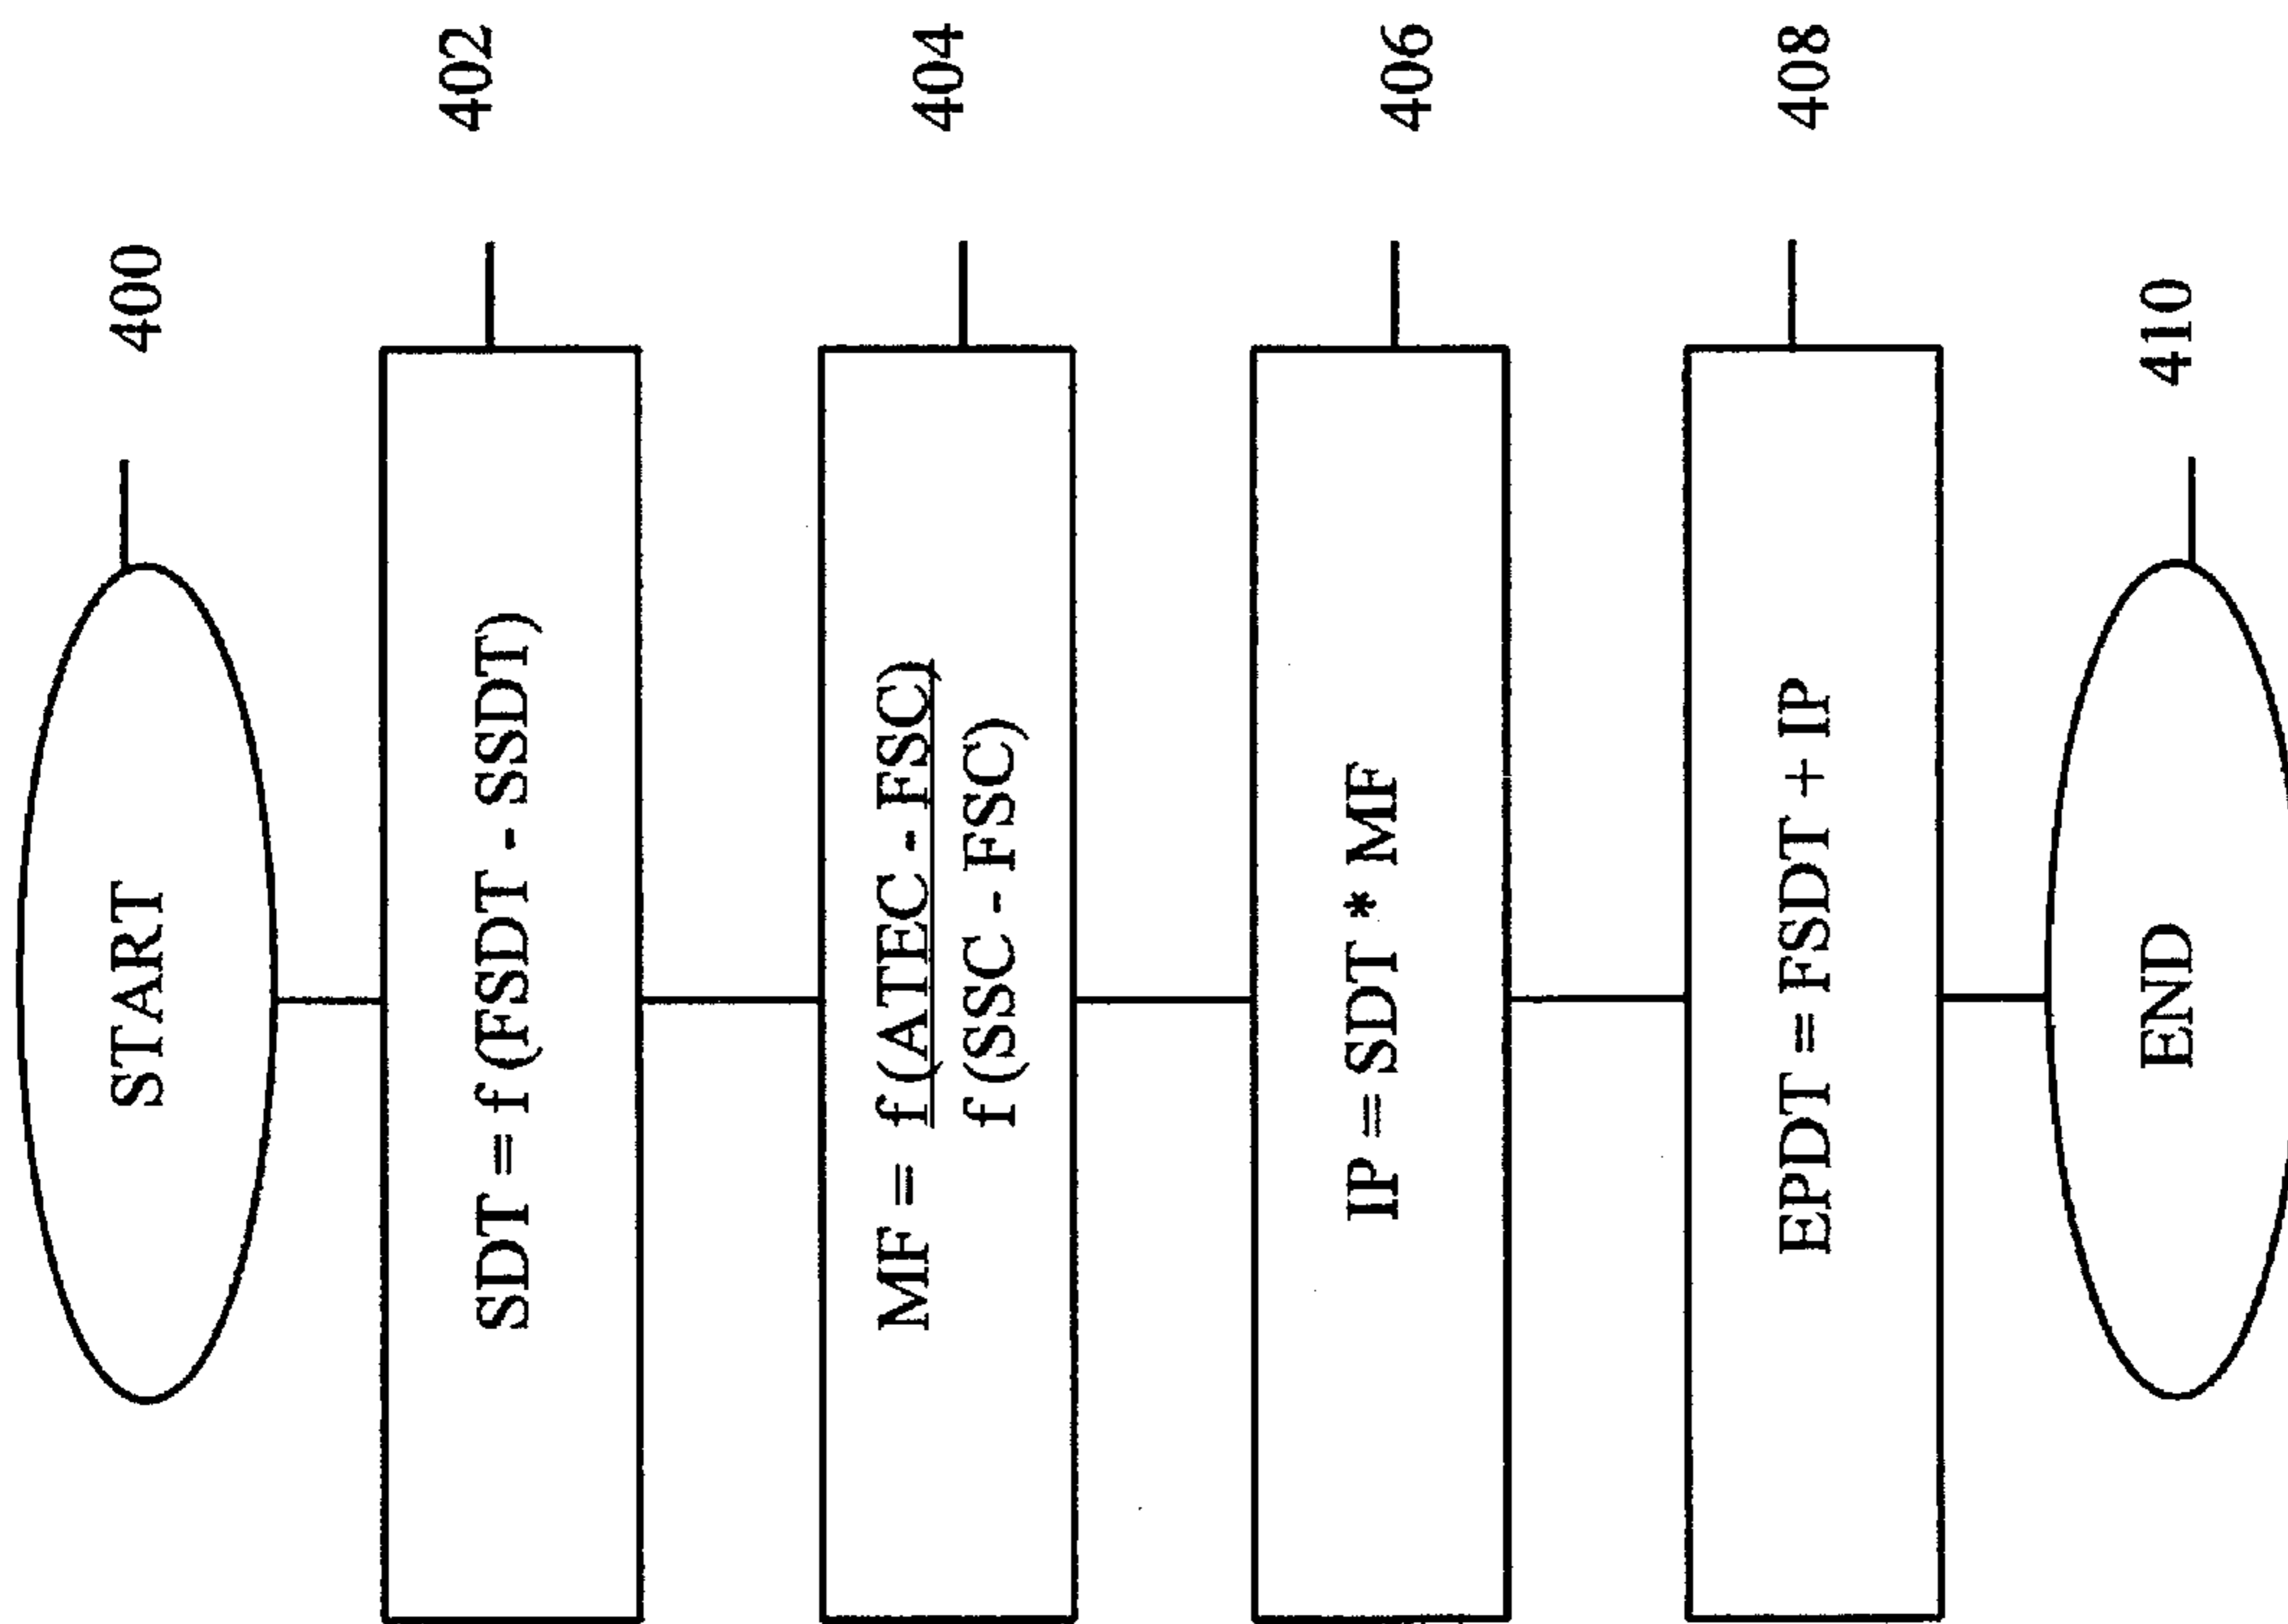 START
400
SDT = f (FSDT - SSDT)
402
MF = f (ATEC - FSC)
f (SSC - FSC)
404
IP = SDT * MF
406
EPDT = FSDT + IP
408
END
410